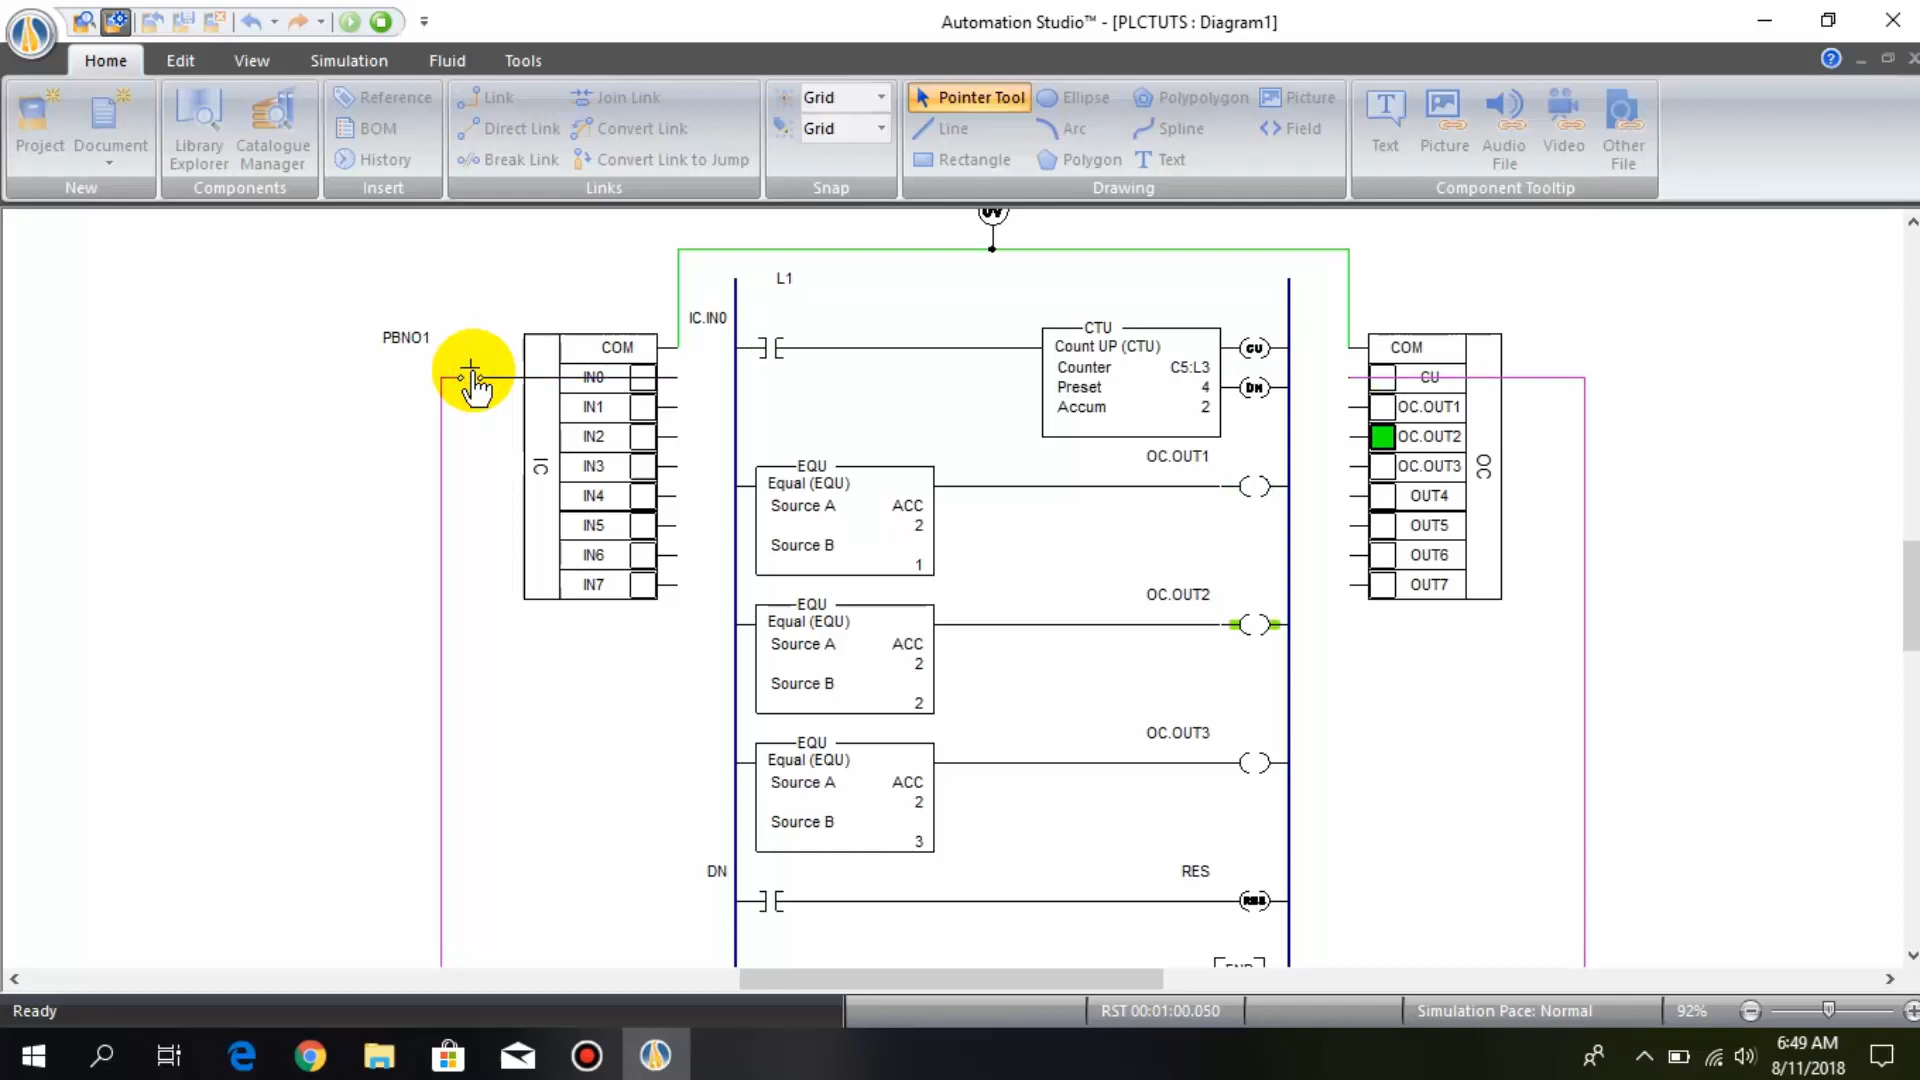 Automation Studio™ - [PLCTUTS : Diagram1]
Home Edit View Simulation Fluid Tools
Project
Document
New
Library Explorer
Catalogue Manager
Components
Reference
BOM
History
Insert
Link
Direct Link
Break Link
Join Link
Convert Link
Convert Link to Jump
Links
Grid
Grid
Snap
Pointer Tool
Line
Rectangle
Ellipse
Arc
Polygon
Polypolygon
Spline
Text
Picture
Field
Drawing
Text
Picture
Audio File
Video
Other File
Component Tooltip
L1
PBNO1
IC
COM
IN0
IN1
IN2
IN3
IN4
IN5
IN6
IN7
IC.IN0
CTU
Count UP (CTU)
Counter C5:L3
Preset 4
Accum 2
CU
DN
OC.OUT1
EQU
Equal (EQU)
Source A ACC
2
Source B
1
OC.OUT2
EQU
Equal (EQU)
Source A ACC
2
Source B
2
OC.OUT3
EQU
Equal (EQU)
Source A ACC
2
Source B
3
DN
RES
RES
COM
CU
OC.OUT1
OC.OUT2
OC.OUT3
OUT4
OUT5
OUT6
OUT7
OC
Ready
RST 00:01:00.050
Simulation Pace: Normal
92%
6:49 AM
8/11/2018